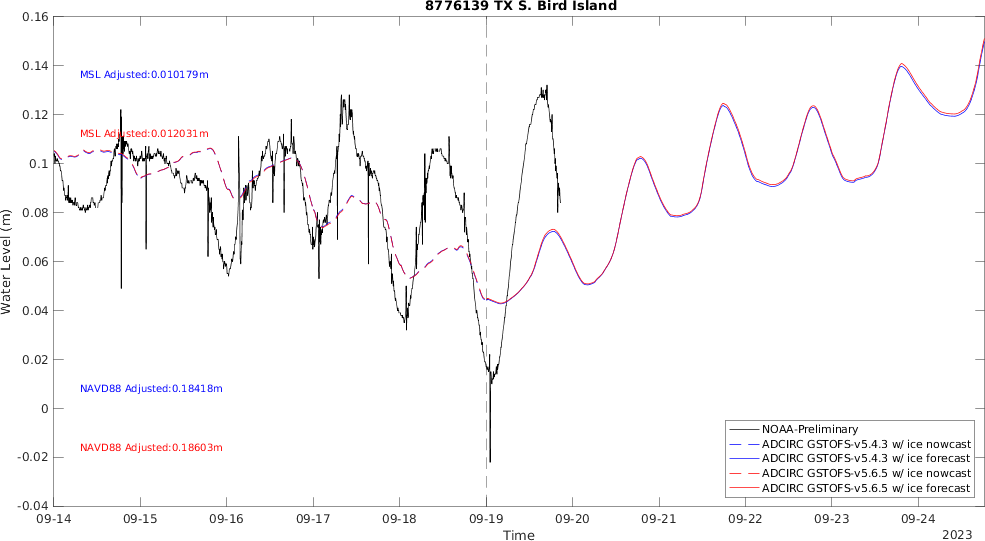 8776139 TX S. Bird Island
0.16
0.14
0.12
0.1
0.08
0.06
0.04
0.02
0
-0.02
-0.04
Water Level (m)
MSL Adjusted:0.010179m
MSL Adjusted:0.012031m
NAVD88 Adjusted:0.18418m
NAVD88 Adjusted:0.18603m
NOAA-Preliminary
ADCIRC GSTOFS-v5.4.3 w/ ice nowcast
ADCIRC GSTOFS-v5.4.3 w/ ice forecast
ADCIRC GSTOFS-v5.6.5 w/ ice nowcast
ADCIRC GSTOFS-v5.6.5 w/ ice forecast
09-14 09-15 09-16 09-17 09-18 09-19 09-20 09-21 09-22 09-23 09-24
Time
2023